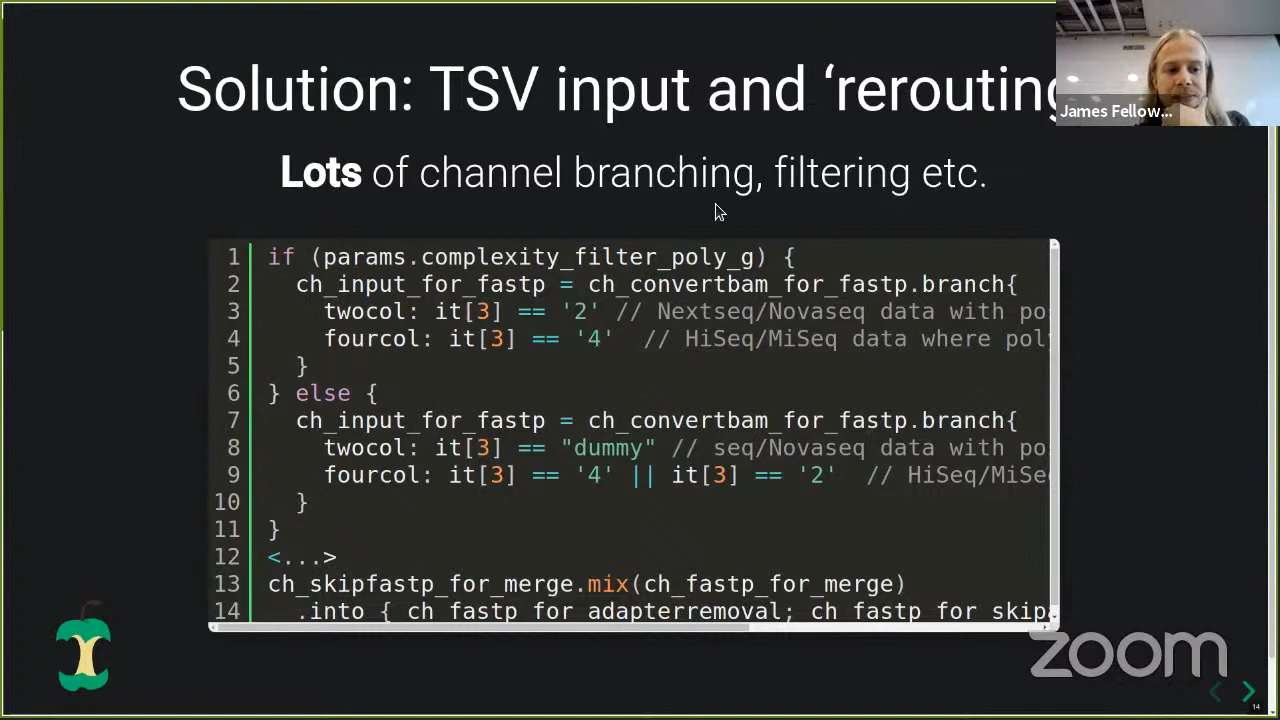 Solution: TSV input and ‘rerouting
James Fellow...
Lots of channel branching, filtering etc.
1 if (params.complexity_filter_poly_g) {
2 ch_input_for_fastp = ch_convertbam_for_fastp.branch{
3 twocol: it[3] == '2' // Nextseq/Novaseq data with po
4 fourcol: it[3] == '4' // HiSeq/MiSeq data where pol
5 }
6 } else {
7 ch_input_for_fastp = ch_convertbam_for_fastp.branch{
8 twocol: it[3] == "dummy" // seq/Novaseq data with po
9 fourcol: it[3] == '4' || it[3] == '2' // HiSeq/MiSe
10 }
11 }
12 <...>
13 ch_skipfastp_for_merge.mix(ch_fastp_for_merge)
14 .into { ch_fastp_for_adapterremoval; ch_fastp_for_skipa
zoom
14